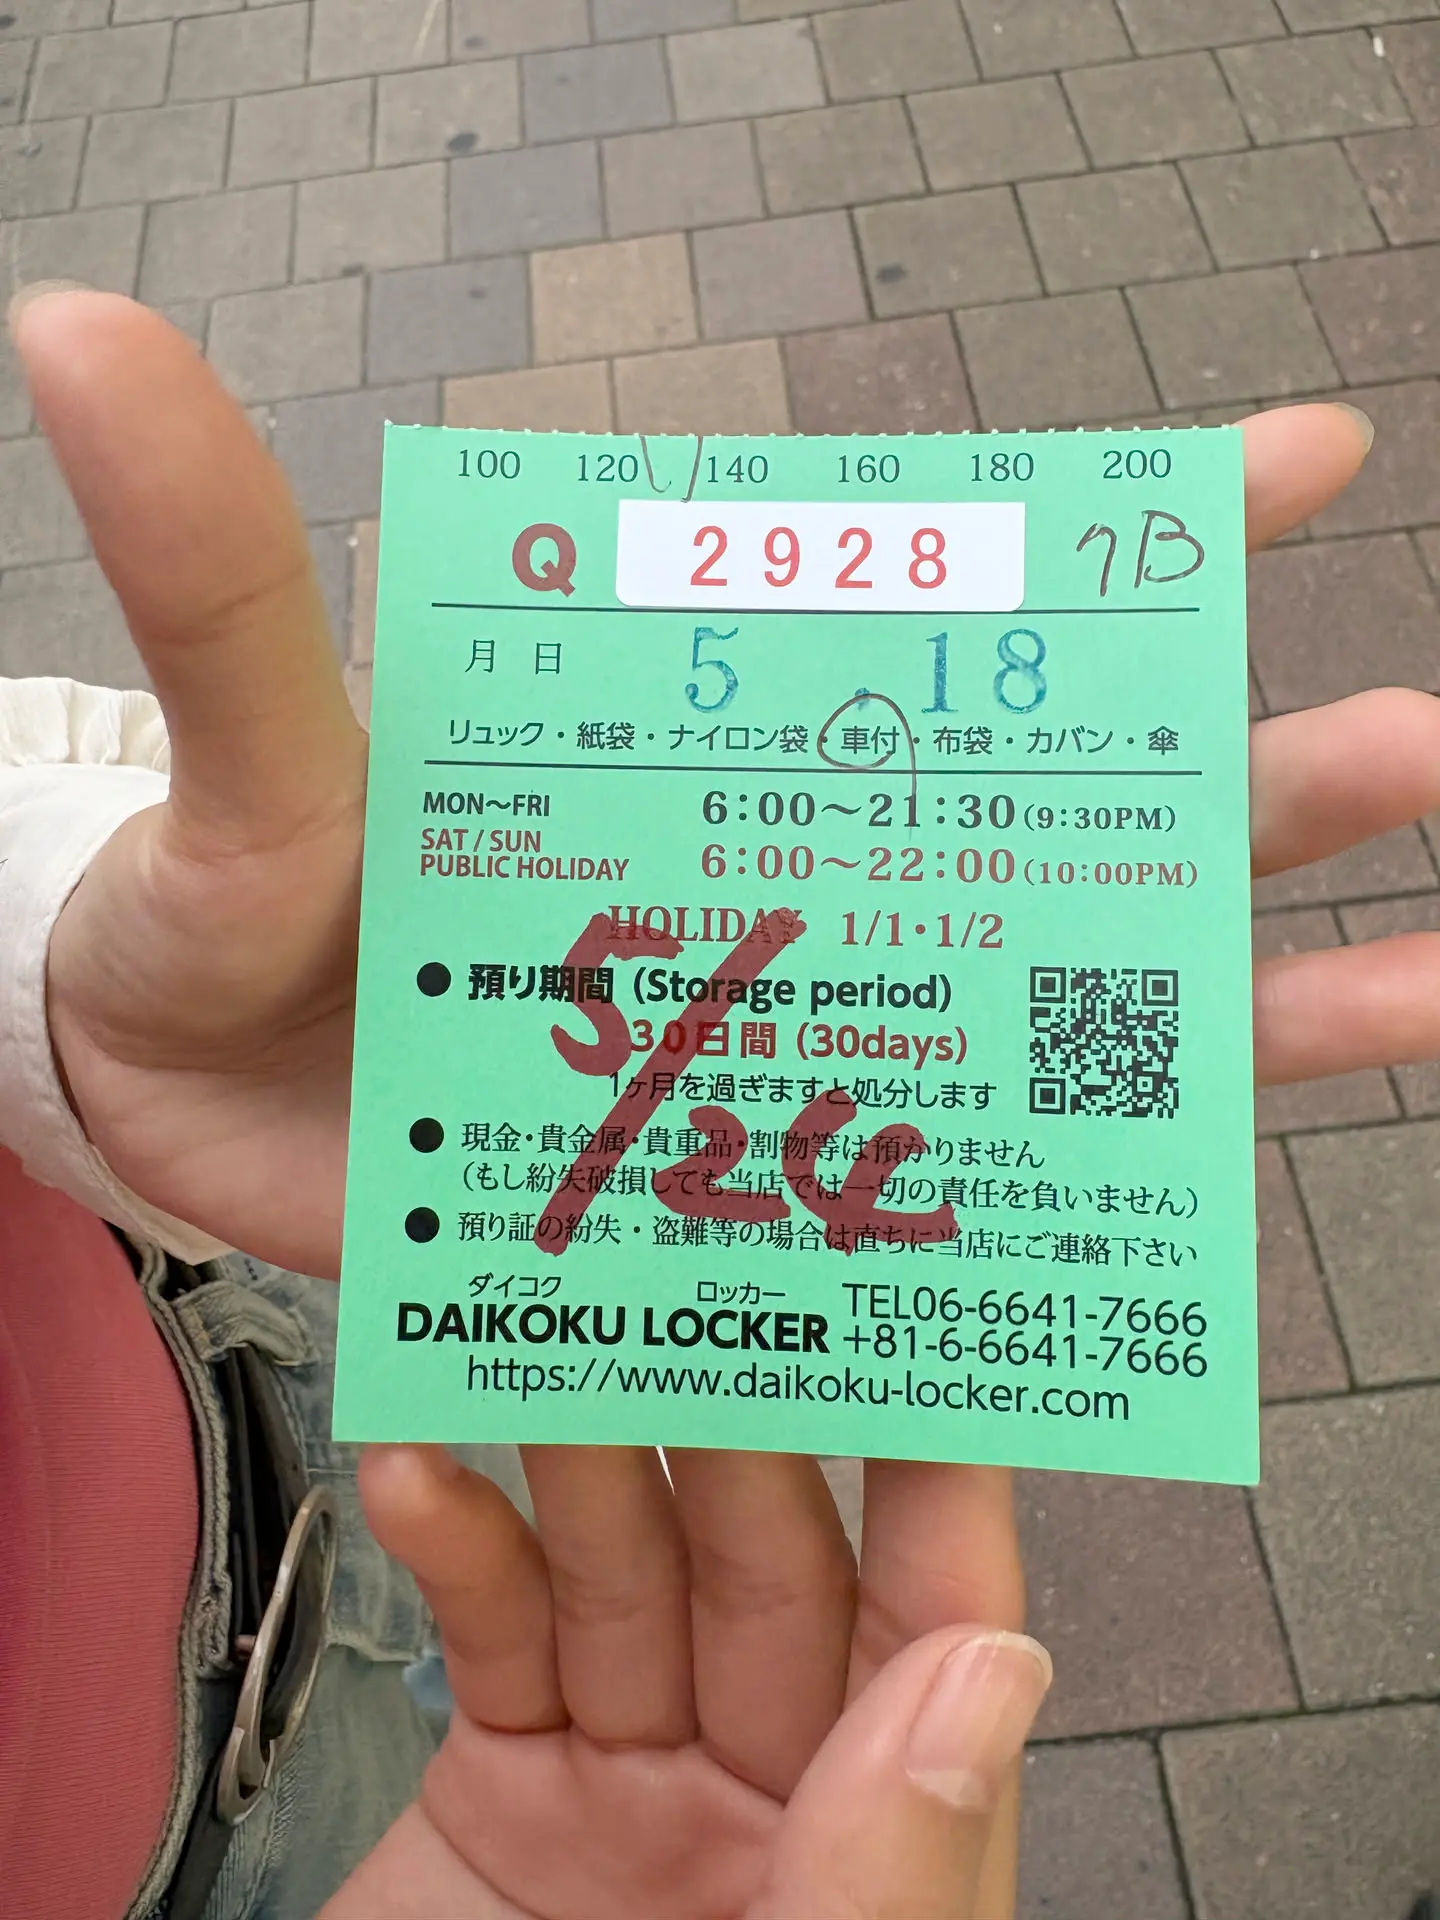 100 120 140 160 180 200
Q 2928 クB
月 日 5.18
リュック・紙袋・ナイロン袋・車付・布袋・カバン・傘
MON～FRI 6:00～21:30(9:30PM)
SAT / SUN
PUBLIC HOLIDAY 6:00～22:00(10:00PM)
HOLIDAY 1/1・1/2
● 預り期間 (Storage period)
30日間 (30days)
1ヶ月を過ぎますと処分します
● 現金・貴金属・貴重品・割物等は預かりません
(もし紛失破損しても当店では一切の責任を負いません)
● 預り証の紛失・盗難等の場合は直ちに当店にご連絡下さい
5/26
ダイコク ロッカー
DAIKOKU LOCKER
TEL06-6641-7666
+81-6-6641-7666
https://www.daikoku-locker.com